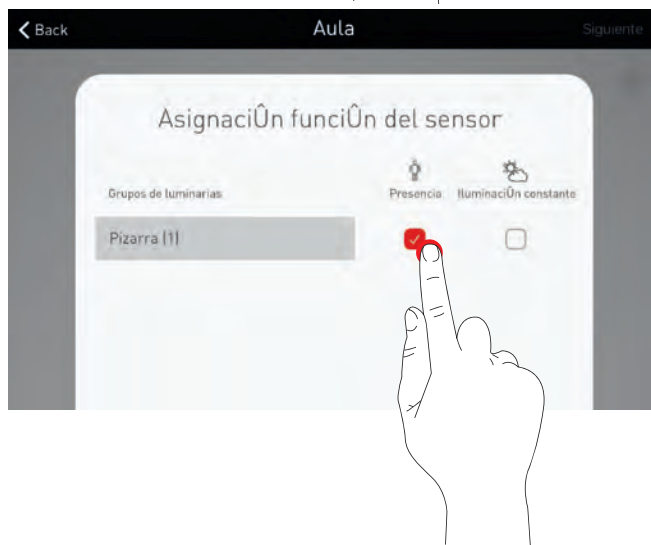 Back
Aula
Siguiente
AsignaciÛn funciÛn del sensor
Grupos de luminarias
Presencia
IluminaciÛn constante
Pizarra (1)